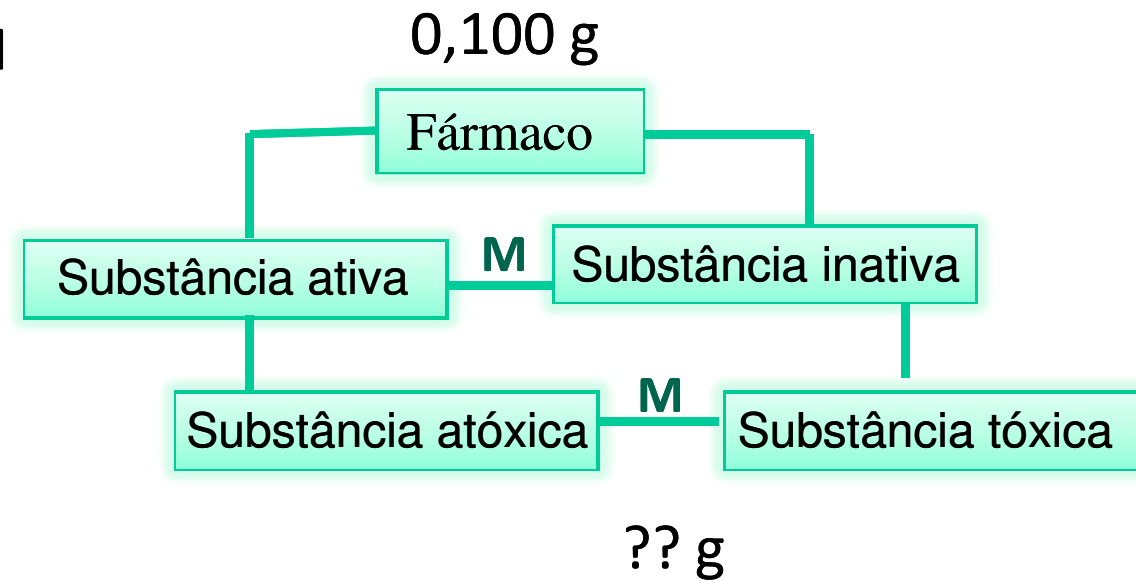 0,100 g
Fármaco
Substância ativa
M
Substância inativa
Substância atóxica
M
Substância tóxica
?? g